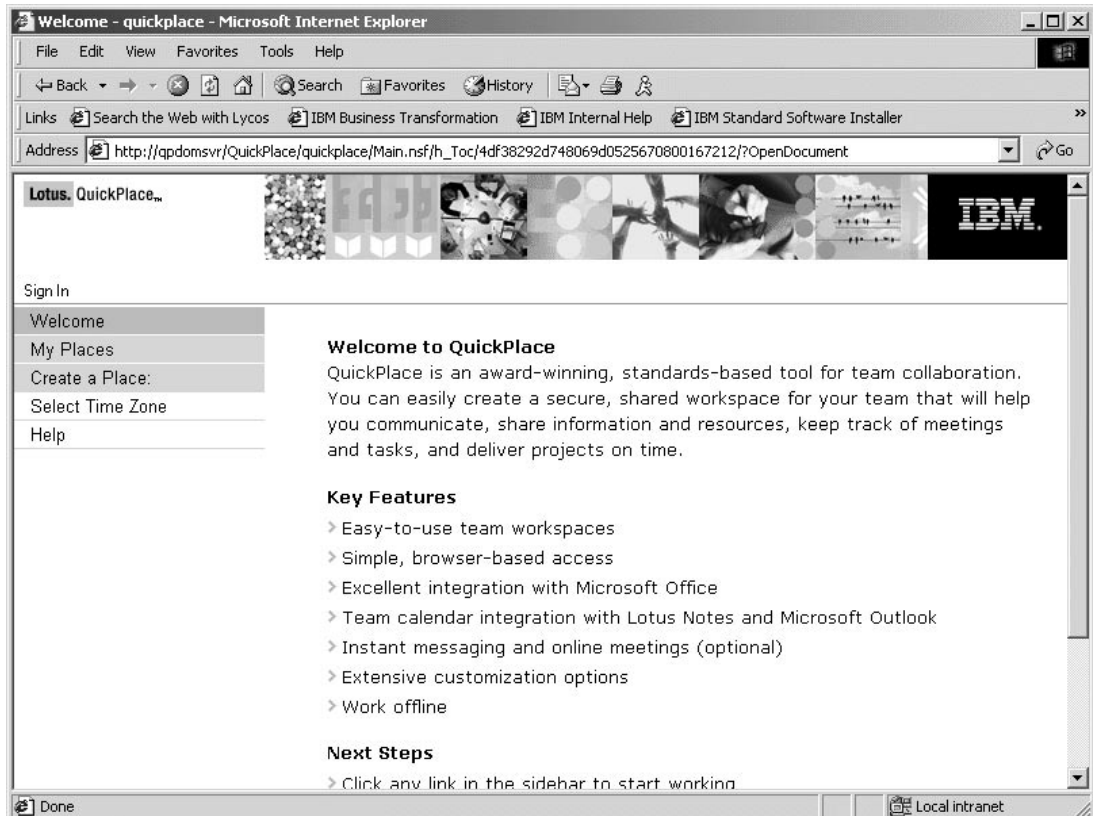 Welcome - quickplace - Microsoft Internet Explorer
File Edit View Favorites Tools Help
Back Search Favorites History
Links Search the Web with Lycos IBM Business Transformation IBM Internal Help IBM Standard Software Installer »
Address http://qpdomsvr/QuickPlace/quickplace/Main.nsf/h_Toc/4df38292d748069d0525670800167212/?OpenDocument Go
Lotus. QuickPlace™
IBM.
Sign In
Welcome
My Places
Create a Place:
Select Time Zone
Help
Welcome to QuickPlace
QuickPlace is an award-winning, standards-based tool for team collaboration.
You can easily create a secure, shared workspace for your team that will help
you communicate, share information and resources, keep track of meetings
and tasks, and deliver projects on time.
Key Features
Easy-to-use team workspaces
Simple, browser-based access
Excellent integration with Microsoft Office
Team calendar integration with Lotus Notes and Microsoft Outlook
Instant messaging and online meetings (optional)
Extensive customization options
Work offline
Next Steps
Click any link in the sidebar to start working
Done Local intranet